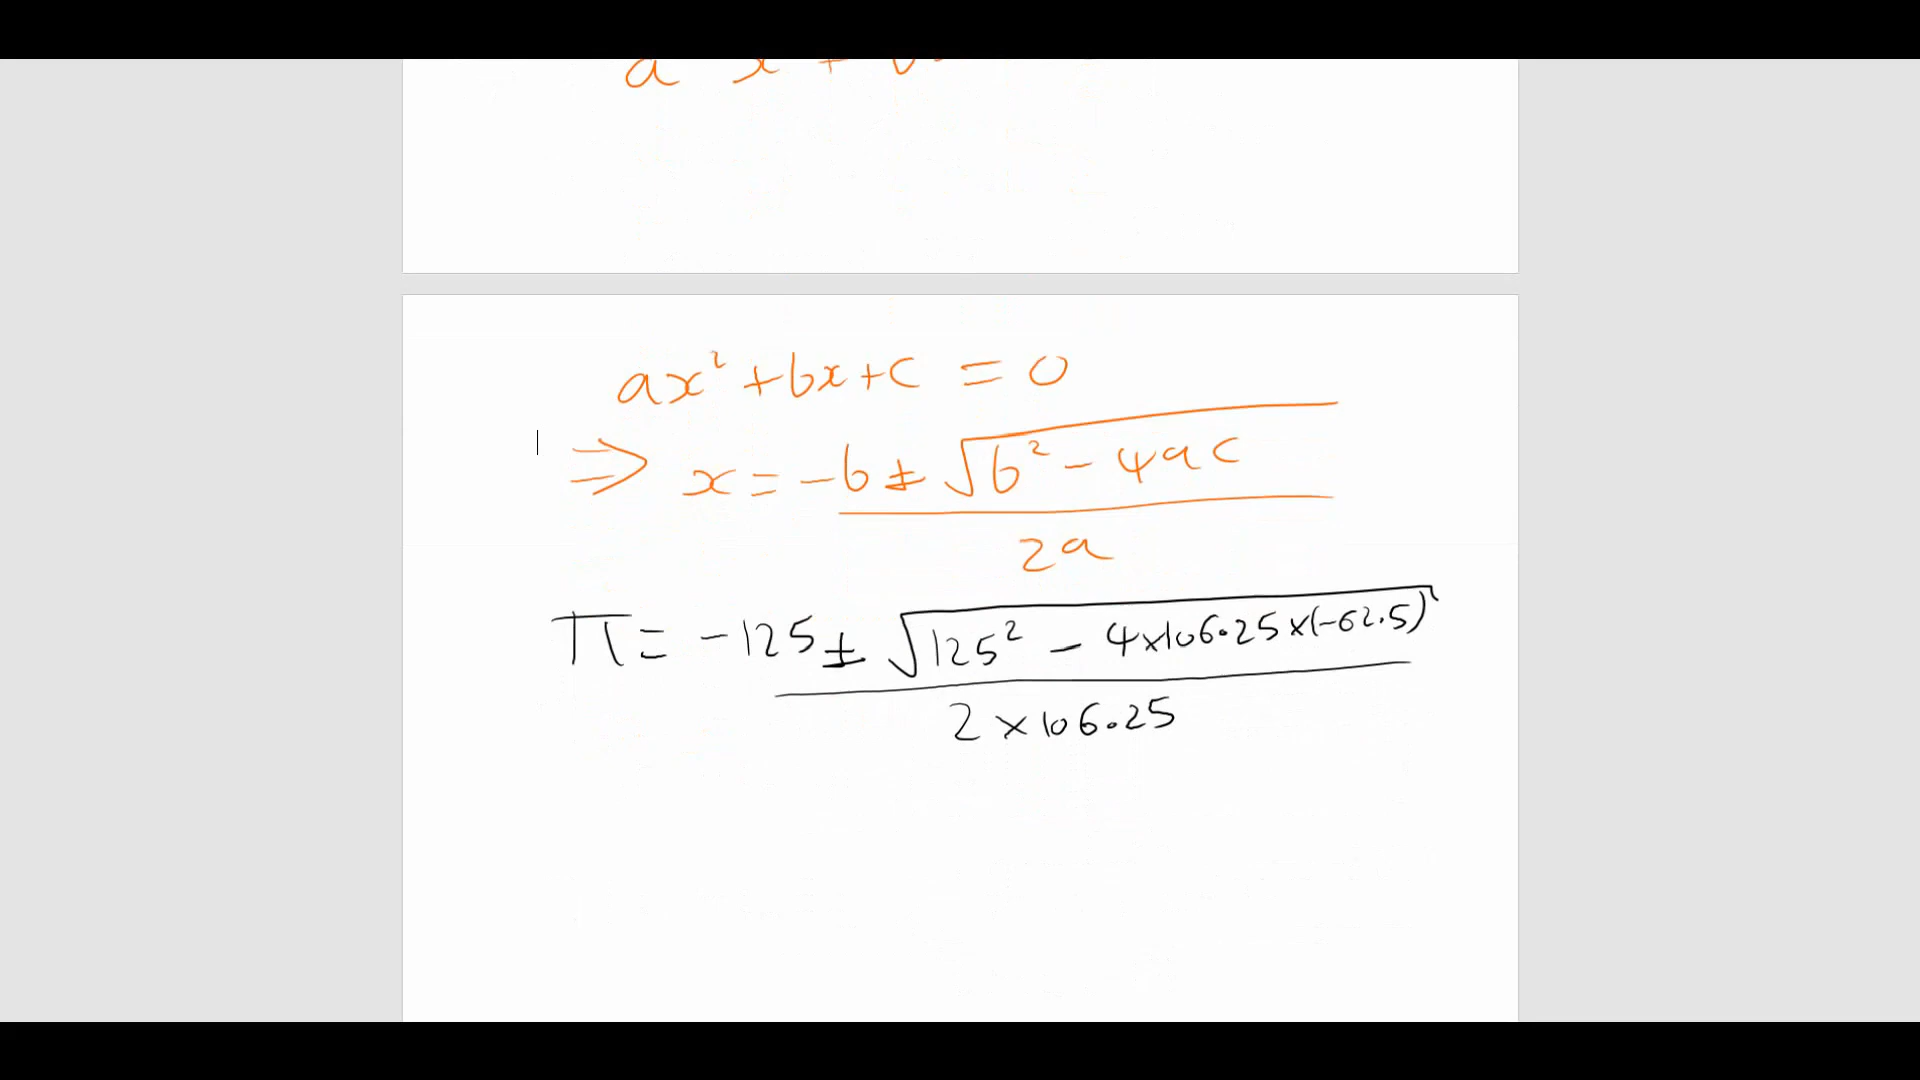 a x +
ax² + bx + c = 0
⇒ x = -b ± √b² - 4ac
2a
π = -125 ± √125² - 4×106.25×(-62.5)
2 × 106.25